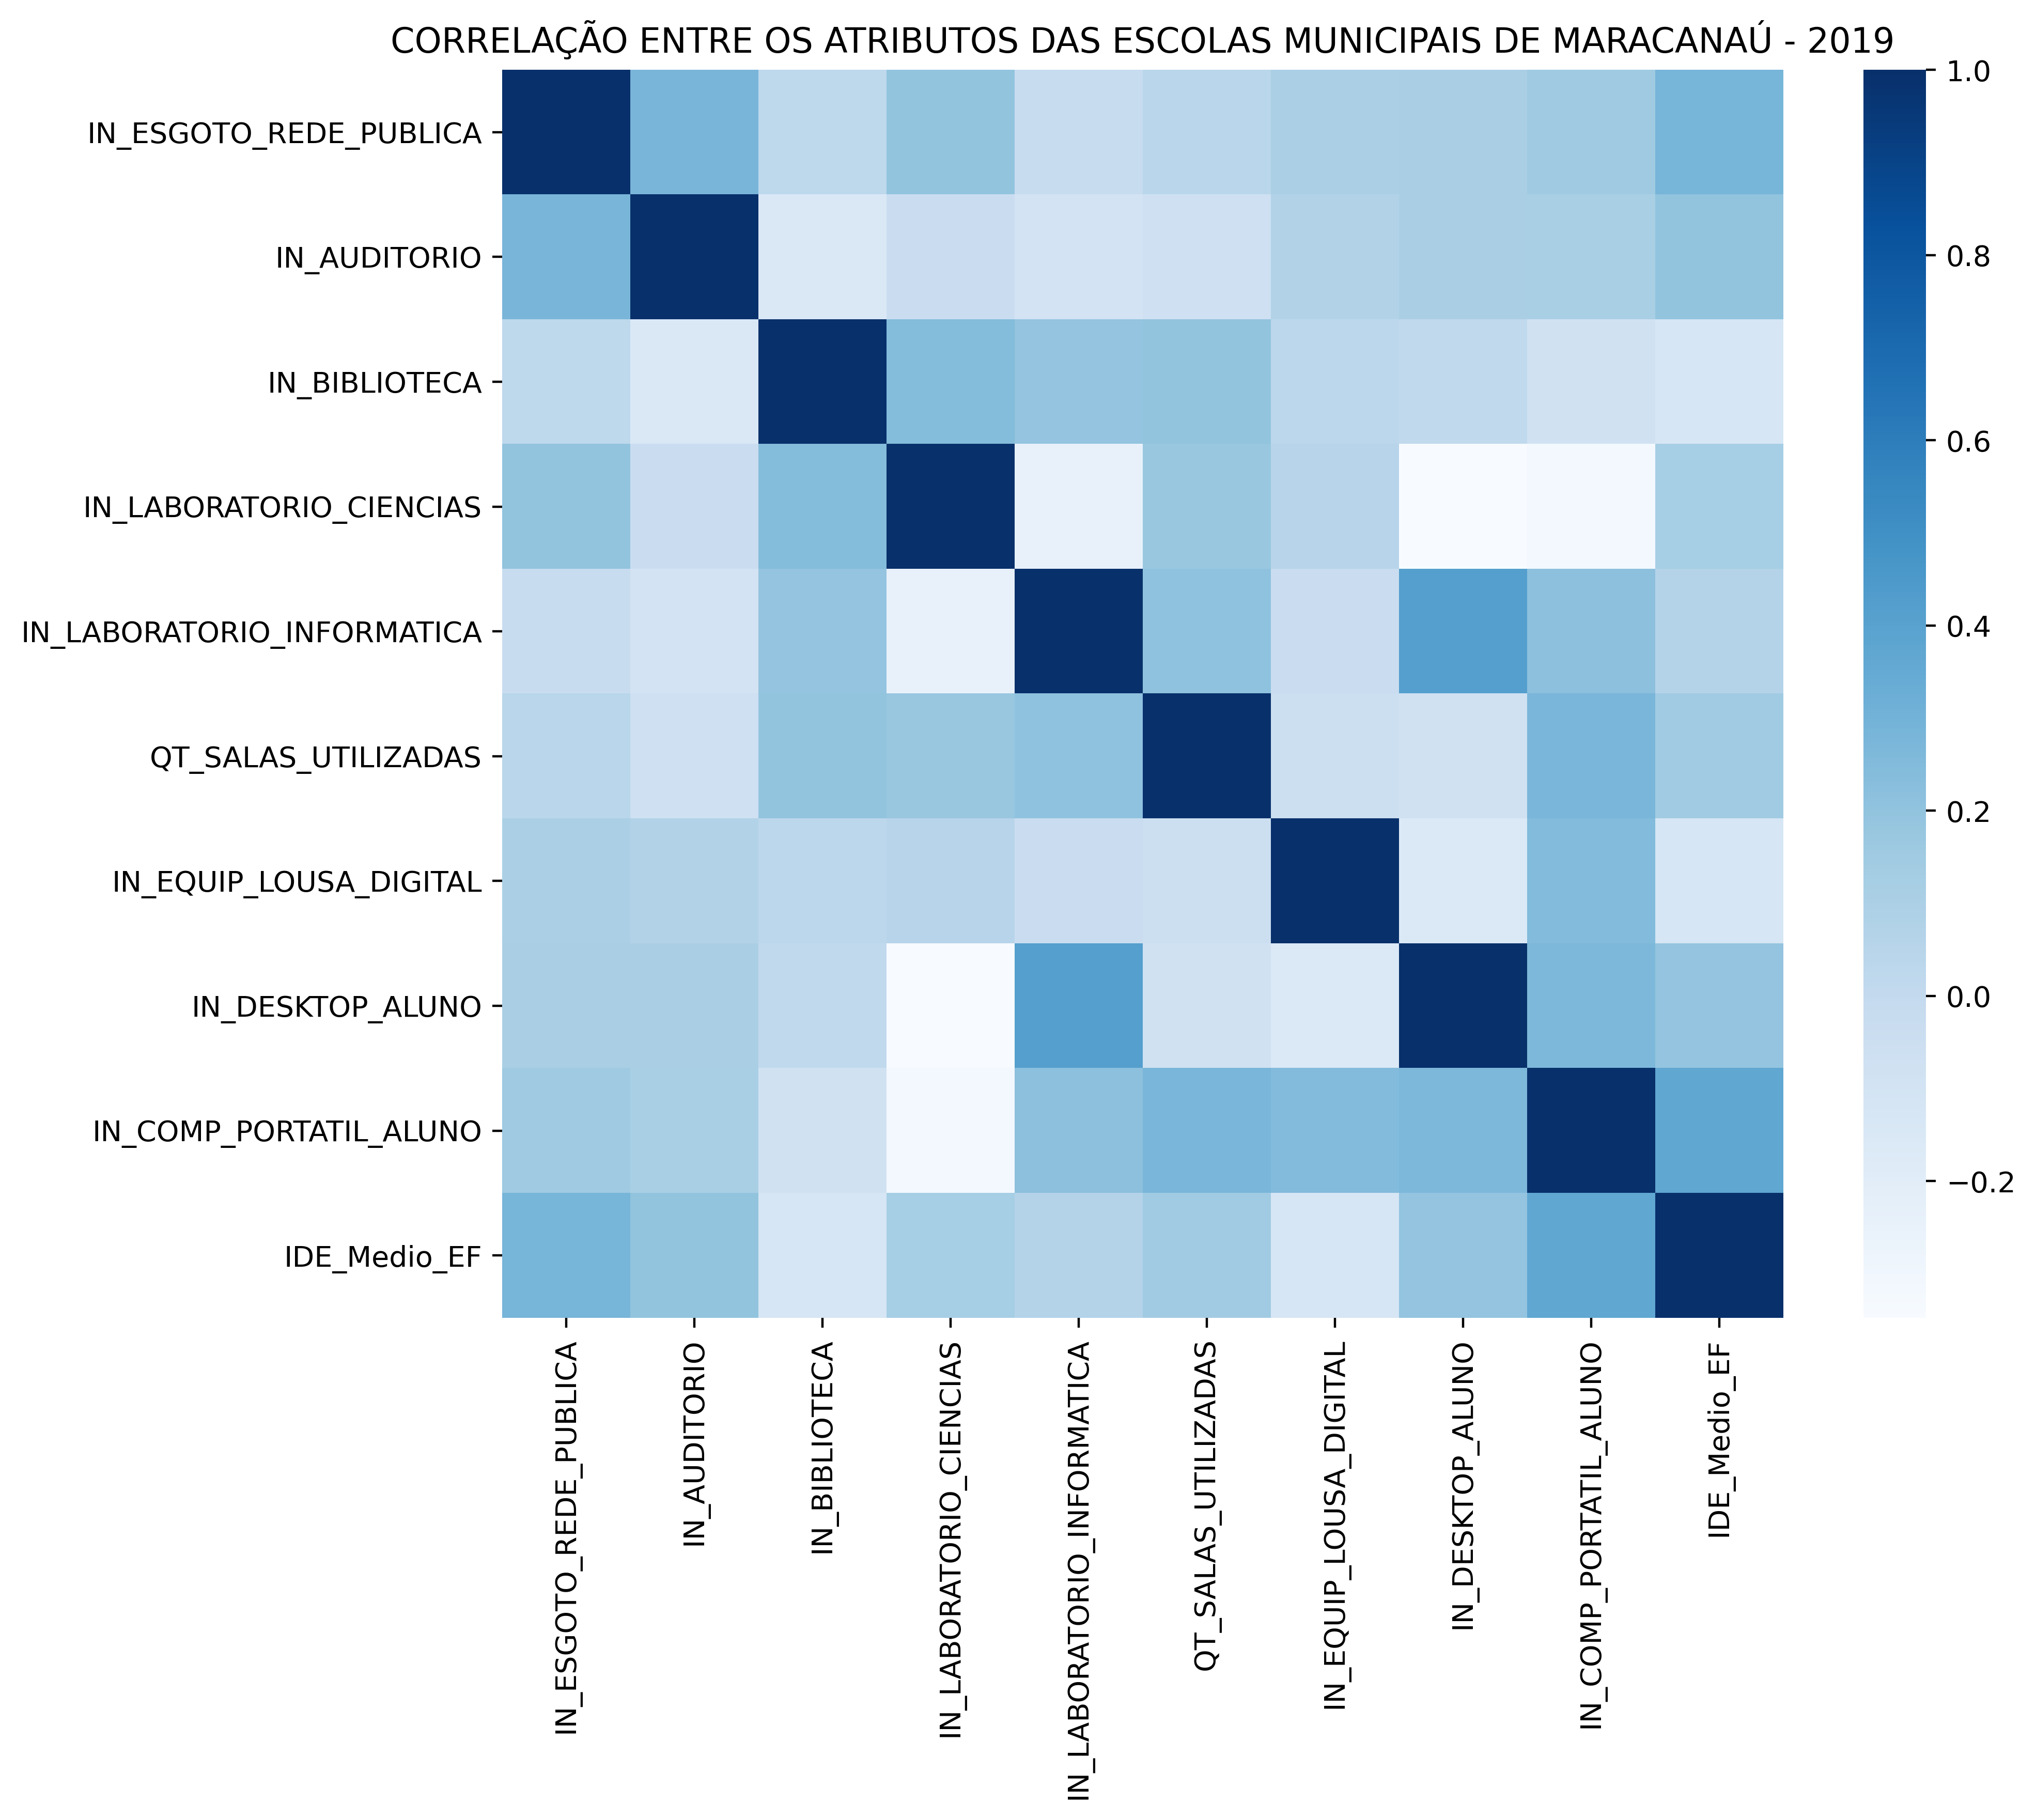 CORRELAÇÃO ENTRE OS ATRIBUTOS DAS ESCOLAS MUNICIPAIS DE MARACANAÚ - 2019
IN_ESGOTO_REDE_PUBLICA
IN_AUDITORIO
IN_BIBLIOTECA
IN_LABORATORIO_CIENCIAS
IN_LABORATORIO_INFORMATICA
QT_SALAS_UTILIZADAS
IN_EQUIP_LOUSA_DIGITAL
IN_DESKTOP_ALUNO
IN_COMP_PORTATIL_ALUNO
IDE_Medio_EF
IN_ESGOTO_REDE_PUBLICA
IN_AUDITORIO
IN_BIBLIOTECA
IN_LABORATORIO_CIENCIAS
IN_LABORATORIO_INFORMATICA
QT_SALAS_UTILIZADAS
IN_EQUIP_LOUSA_DIGITAL
IN_DESKTOP_ALUNO
IN_COMP_PORTATIL_ALUNO
IDE_Medio_EF
1.0
0.8
0.6
0.4
0.2
0.0
−0.2